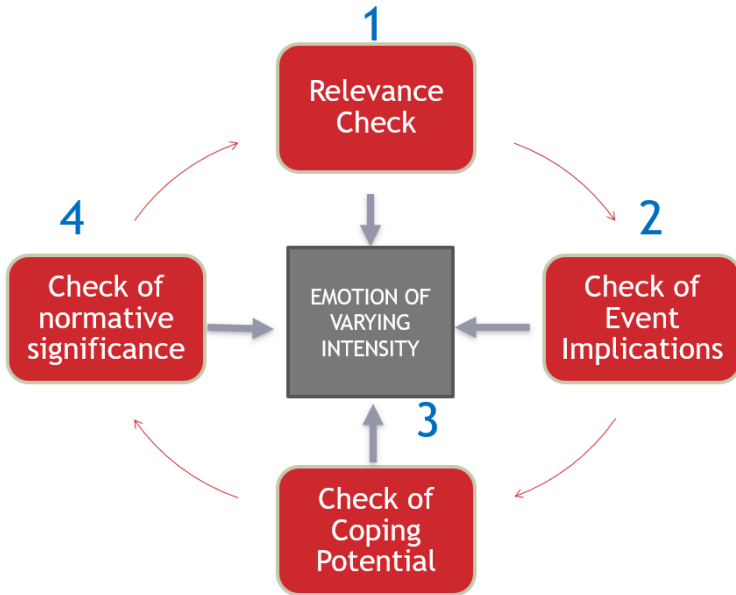 1
Relevance
Check
4
2
Check of
normative
significance
EMOTION OF
VARYING
INTENSITY
Check of
Event
Implications
3
Check of
Coping
Potential